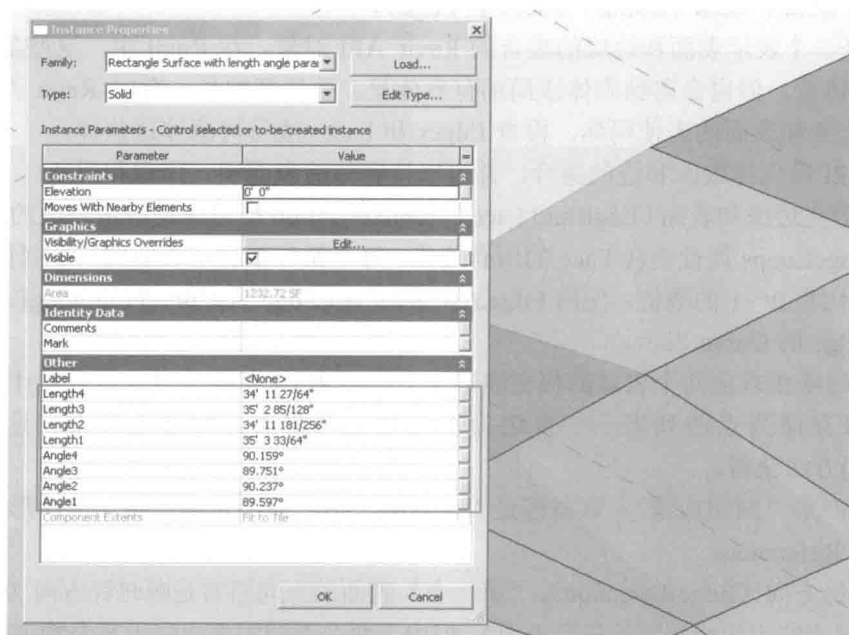 Instance Properties
Family: Rectangle Surface with length angle para Load...
Type: Solid Edit Type...
Instance Parameters - Control selected or to-be-created instance
Parameter Value =
Constraints
Elevation 0' 0"
Moves With Nearby Elements
Graphics
Visibility/Graphics Overrides Edit...
Visible
Dimensions
Area 1232.72 SF
Identity Data
Comments
Mark
Other
Label <None>
Length4 34' 11 27/64"
Length3 35' 2 85/128"
Length2 34' 11 181/256"
Length1 35' 3 33/64"
Angle4 90.159°
Angle3 89.751°
Angle2 90.237°
Angle1 89.597°
Component Extents Fit to Tile
OK Cancel